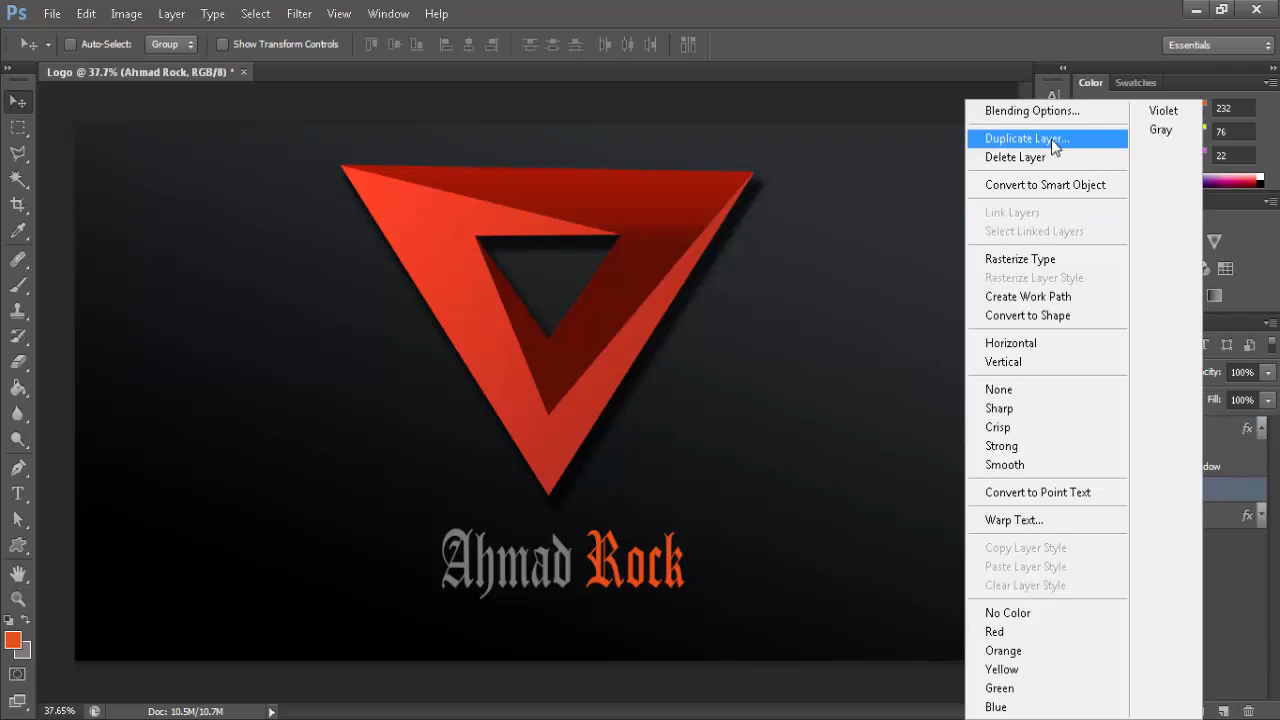 Ps File Edit Image Layer Type Select Filter View Window Help
Auto-Select: Group Show Transform Controls Essentials
Logo @ 37.7% (Ahmad Rock, RGB/8) * ×
Color Swatches
232
76
22
Blending Options...
Duplicate Layer...
Delete Layer
Convert to Smart Object
Link Layers
Select Linked Layers
Rasterize Type
Rasterize Layer Style
Create Work Path
Convert to Shape
Horizontal
Vertical
None
Sharp
Crisp
Strong
Smooth
Convert to Point Text
Warp Text...
Copy Layer Style
Paste Layer Style
Clear Layer Style
No Color
Red
Orange
Yellow
Green
Blue
Violet
Gray
100%
Fill: 100%
fx
fx
Ahmad Rock
37.65% Doc: 10.5M/10.7M